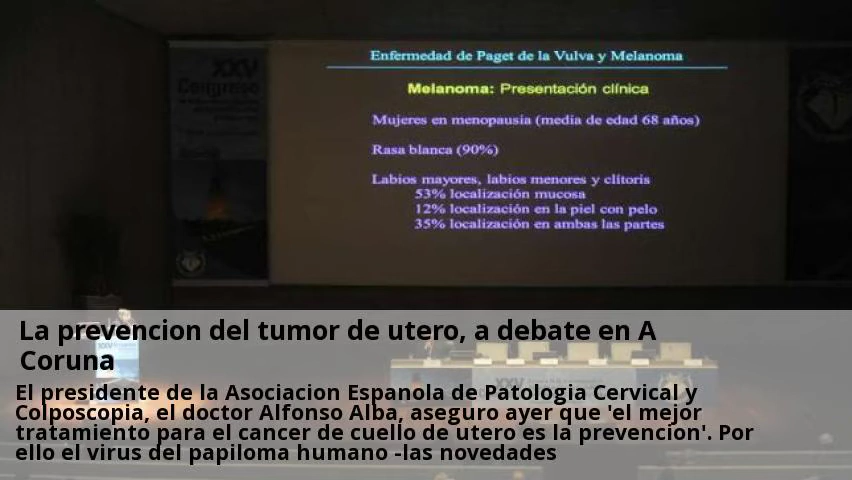 XXV
Congreso
Enfermedad de Paget de la Vulva y Melanoma
Melanoma: Presentación clínica
Mujeres en menopausia (media de edad 68 años)
Rasa blanca (90%)
Labios mayores, labios menores y clítoris
53% localización mucosa
12% localización en la piel con pelo
35% localización en ambas las partes
La prevencion del tumor de utero, a debate en A
Coruna
El presidente de la Asociacion Espanola de Patologia Cervical y
Colposcopia, el doctor Alfonso Alba, aseguro ayer que 'el mejor
tratamiento para el cancer de cuello de utero es la prevencion'. Por
ello el virus del papiloma humano -las novedades
XXV